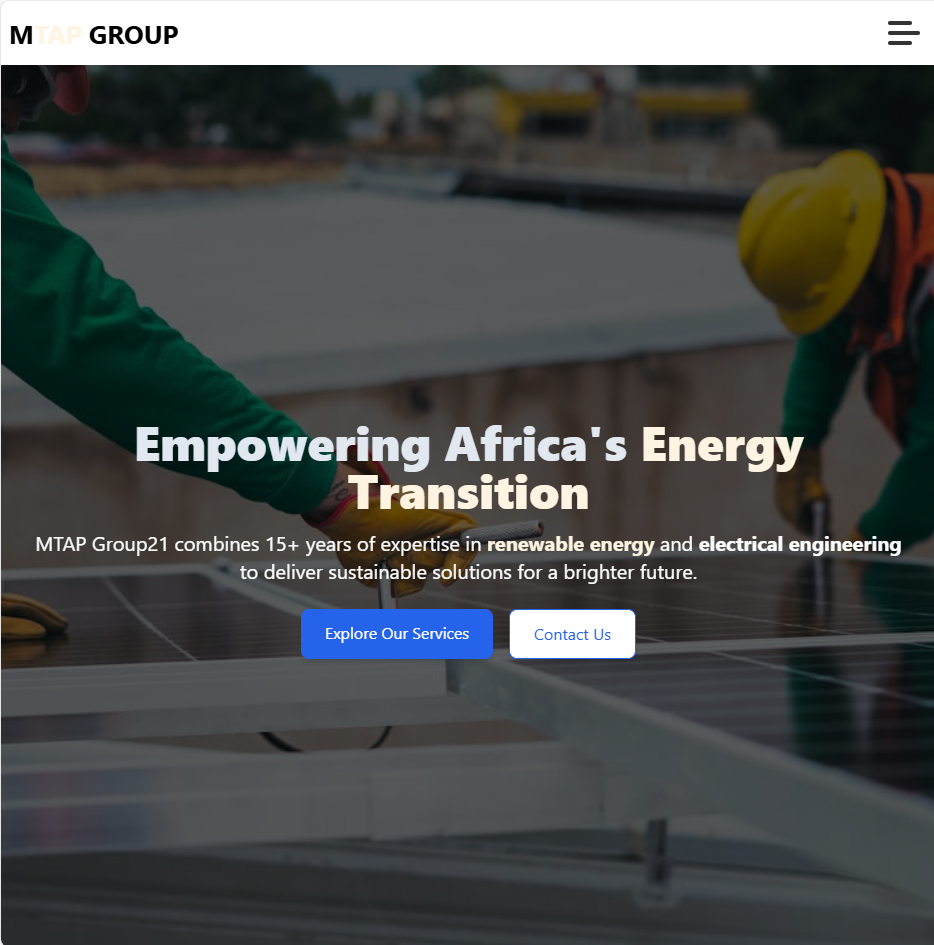 MTAP GROUP
Empowering Africa's Energy
Transition
MTAP Group21 combines 15+ years of expertise in renewable energy and electrical engineering
to deliver sustainable solutions for a brighter future.
Explore Our Services
Contact Us